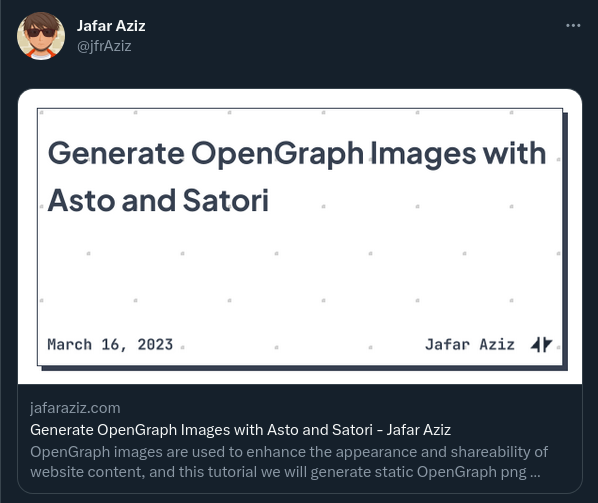 Jafar Aziz
@jfrAziz
Generate OpenGraph Images with
Asto and Satori
March 16, 2023
Jafar Aziz
jafaraziz.com
Generate OpenGraph Images with Asto and Satori - Jafar Aziz
OpenGraph images are used to enhance the appearance and shareability of
website content, and this tutorial we will generate static OpenGraph png ...